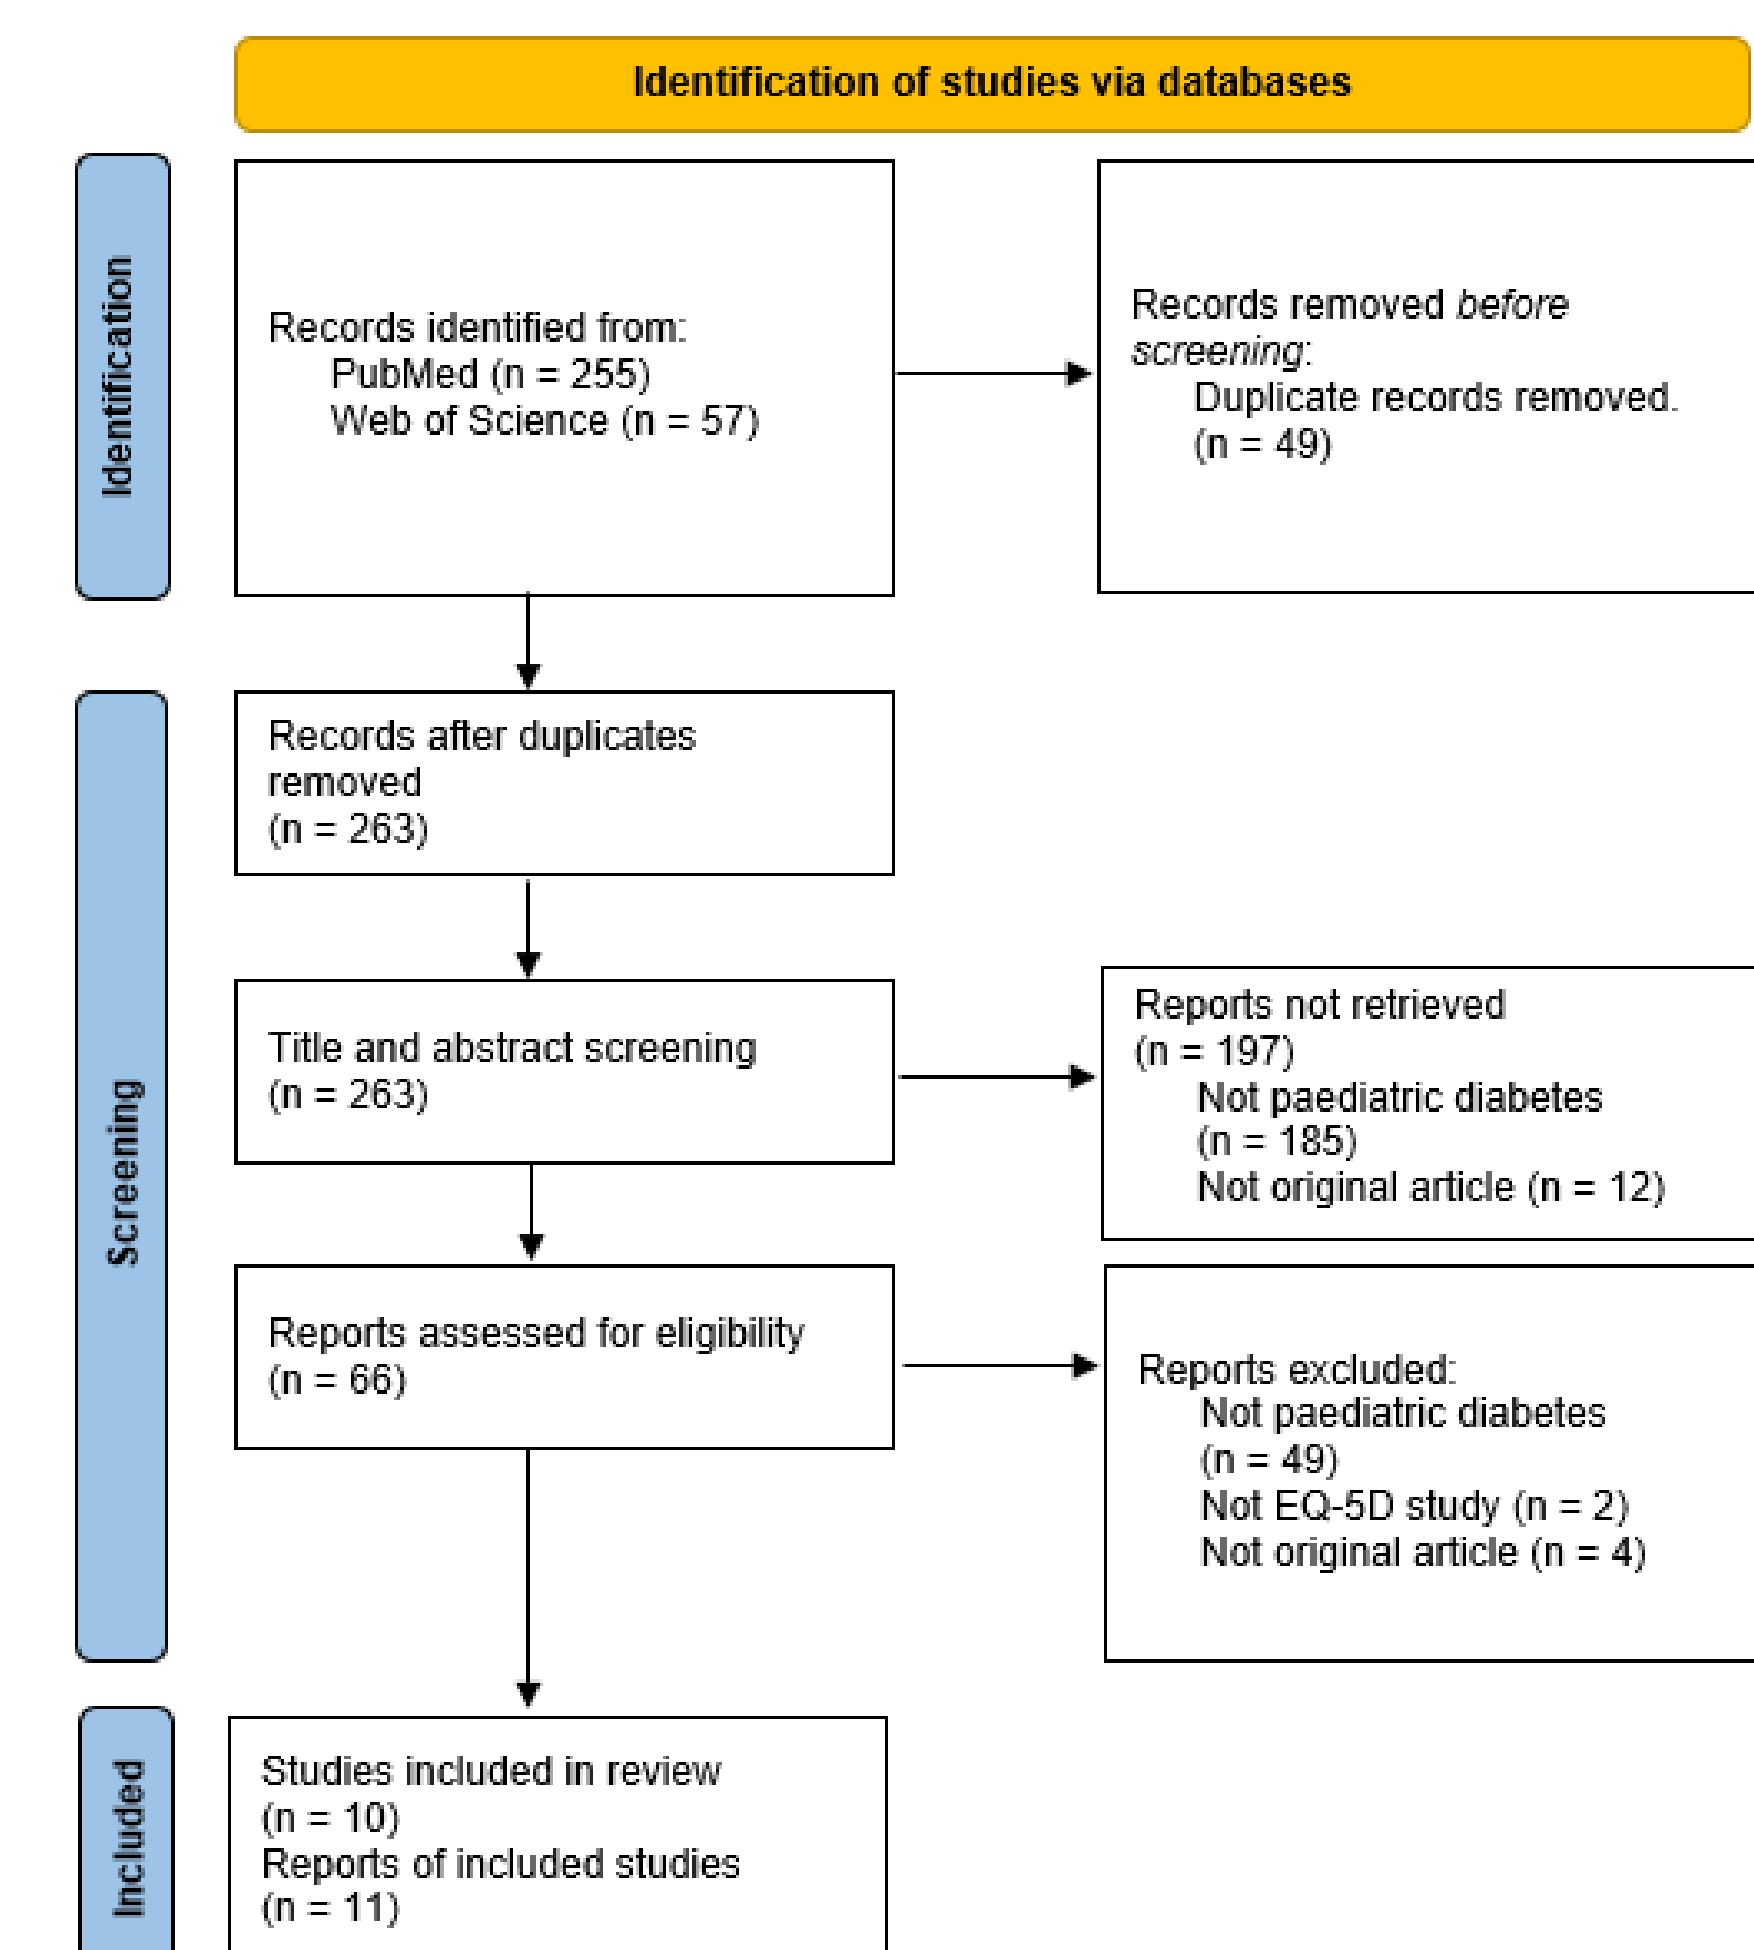 Identification of studies via databases
Identification
Records identified from:
PubMed (n = 255)
Web of Science (n = 57)
Records removed before
screening:
Duplicate records removed.
(n = 49)
Screening
Records after duplicates
removed
(n = 263)
Title and abstract screening
(n = 263)
Reports not retrieved
(n = 197)
Not paediatric diabetes
(n = 185)
Not original article (n = 12)
Reports assessed for eligibility
(n = 66)
Reports excluded:
Not paediatric diabetes
(n = 49)
Not EQ-5D study (n = 2)
Not original article (n = 4)
Included
Studies included in review
(n = 10)
Reports of included studies
(n = 11)